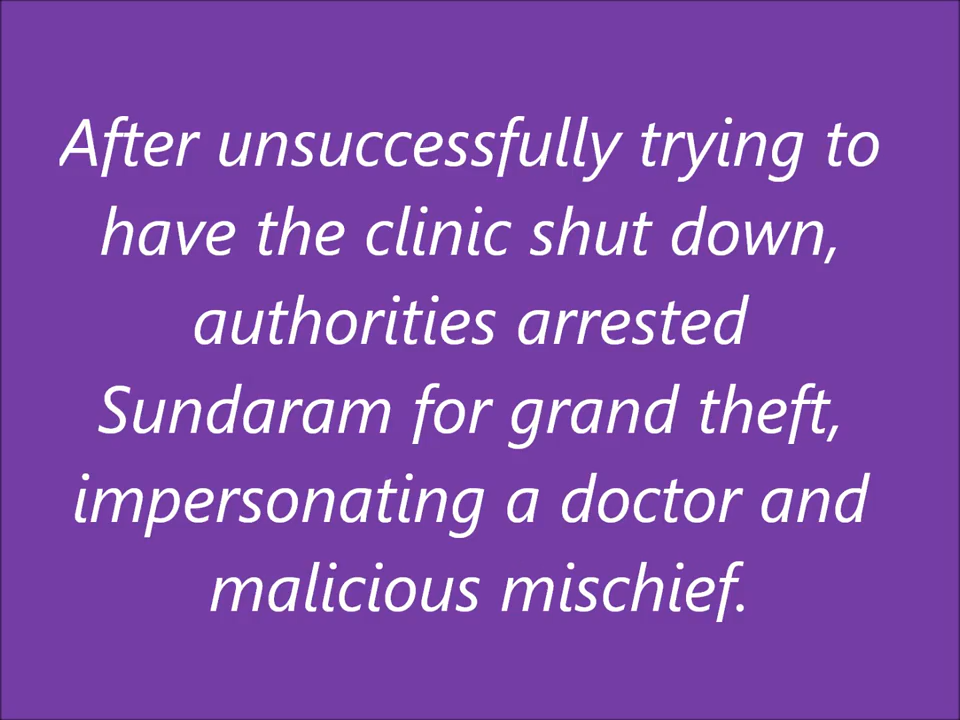 After unsuccessfully trying to
have the clinic shut down,
authorities arrested
Sundaram for grand theft,
impersonating a doctor and
malicious mischief.